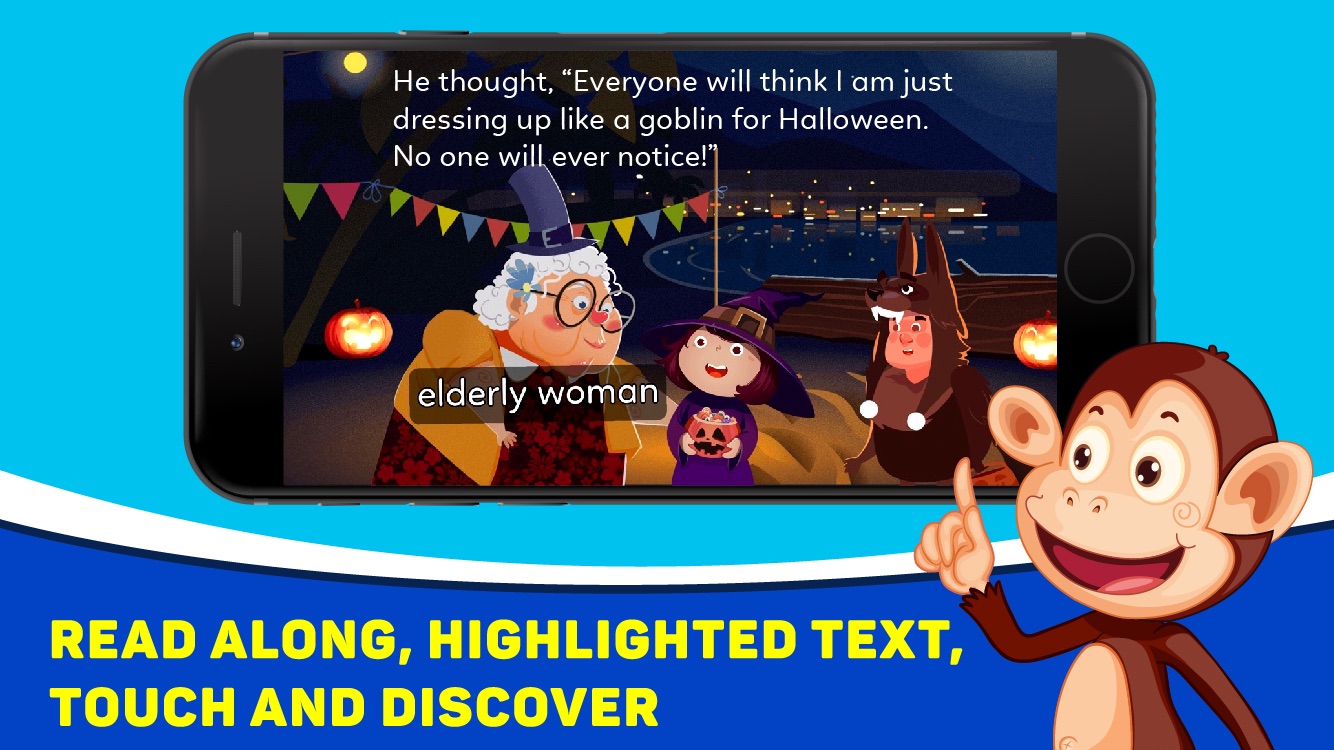 He thought, “Everyone will think I am just
dressing up like a goblin for Halloween.
No one will ever notice!”
elderly woman
READ ALONG, HIGHLIGHTED TEXT,
TOUCH AND DISCOVER